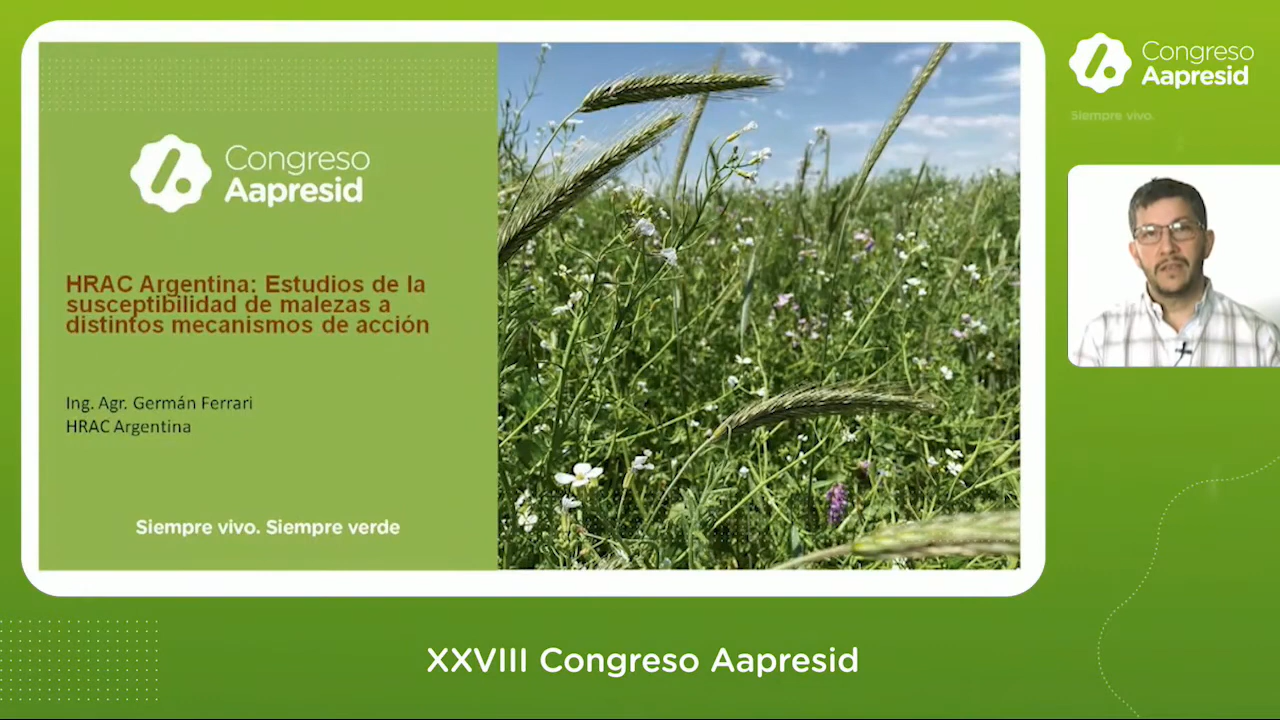 Congreso
Aapresid
HRAC Argentina: Estudios de la
susceptibilidad de malezas a
distintos mecanismos de acción
Ing. Agr. Germán Ferrari
HRAC Argentina
Siempre vivo. Siempre verde
Congreso
Aapresid
Siempre vivo.
XXVIII Congreso Aapresid